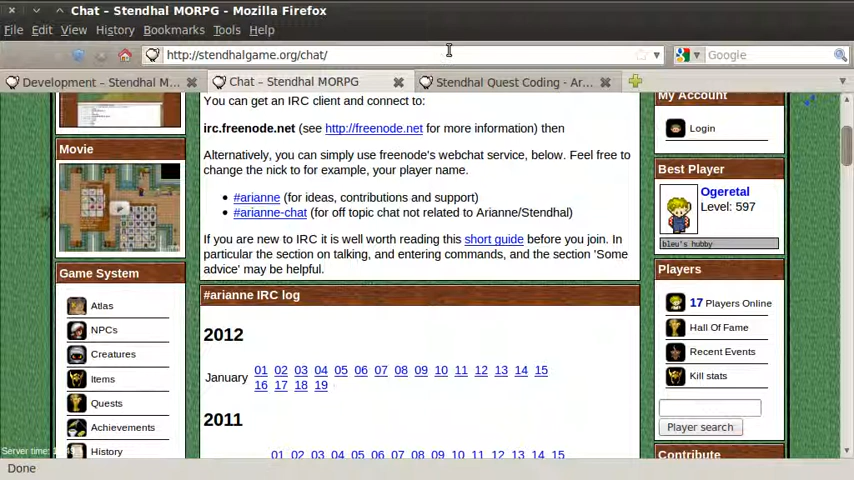 Chat – Stendhal MORPG - Mozilla Firefox
File Edit View History Bookmarks Tools Help
http://stendhalgame.org/chat/
Google
Development – Stendhal M...
Chat – Stendhal MORPG
Stendhal Quest Coding - Ar...
You can get an IRC client and connect to:
irc.freenode.net (see http://freenode.net for more information) then
Alternatively, you can simply use freenode's webchat service, below. Feel free to
change the nick to for example, your player name.
#arianne (for ideas, contributions and support)
#arianne-chat (for off topic chat not related to Arianne/Stendhal)
If you are new to IRC it is well worth reading this short guide before you join. In
particular the section on talking, and entering commands, and the section 'Some
advice' may be helpful.
#arianne IRC log
2012
January 01 02 03 04 05 06 07 08 09 10 11 12 13 14 15
16 17 18 19
2011
01 02 03 04 05 06 07 08 09 10 11 12 13 14 15
Movie
Game System
Atlas
NPCs
Creatures
Items
Quests
Achievements
History
My Account
Login
Best Player
Ogeretal
Level: 597
bleu's hubby
Players
17 Players Online
Hall Of Fame
Recent Events
Kill stats
Player search
Contribute
Server time:
Done